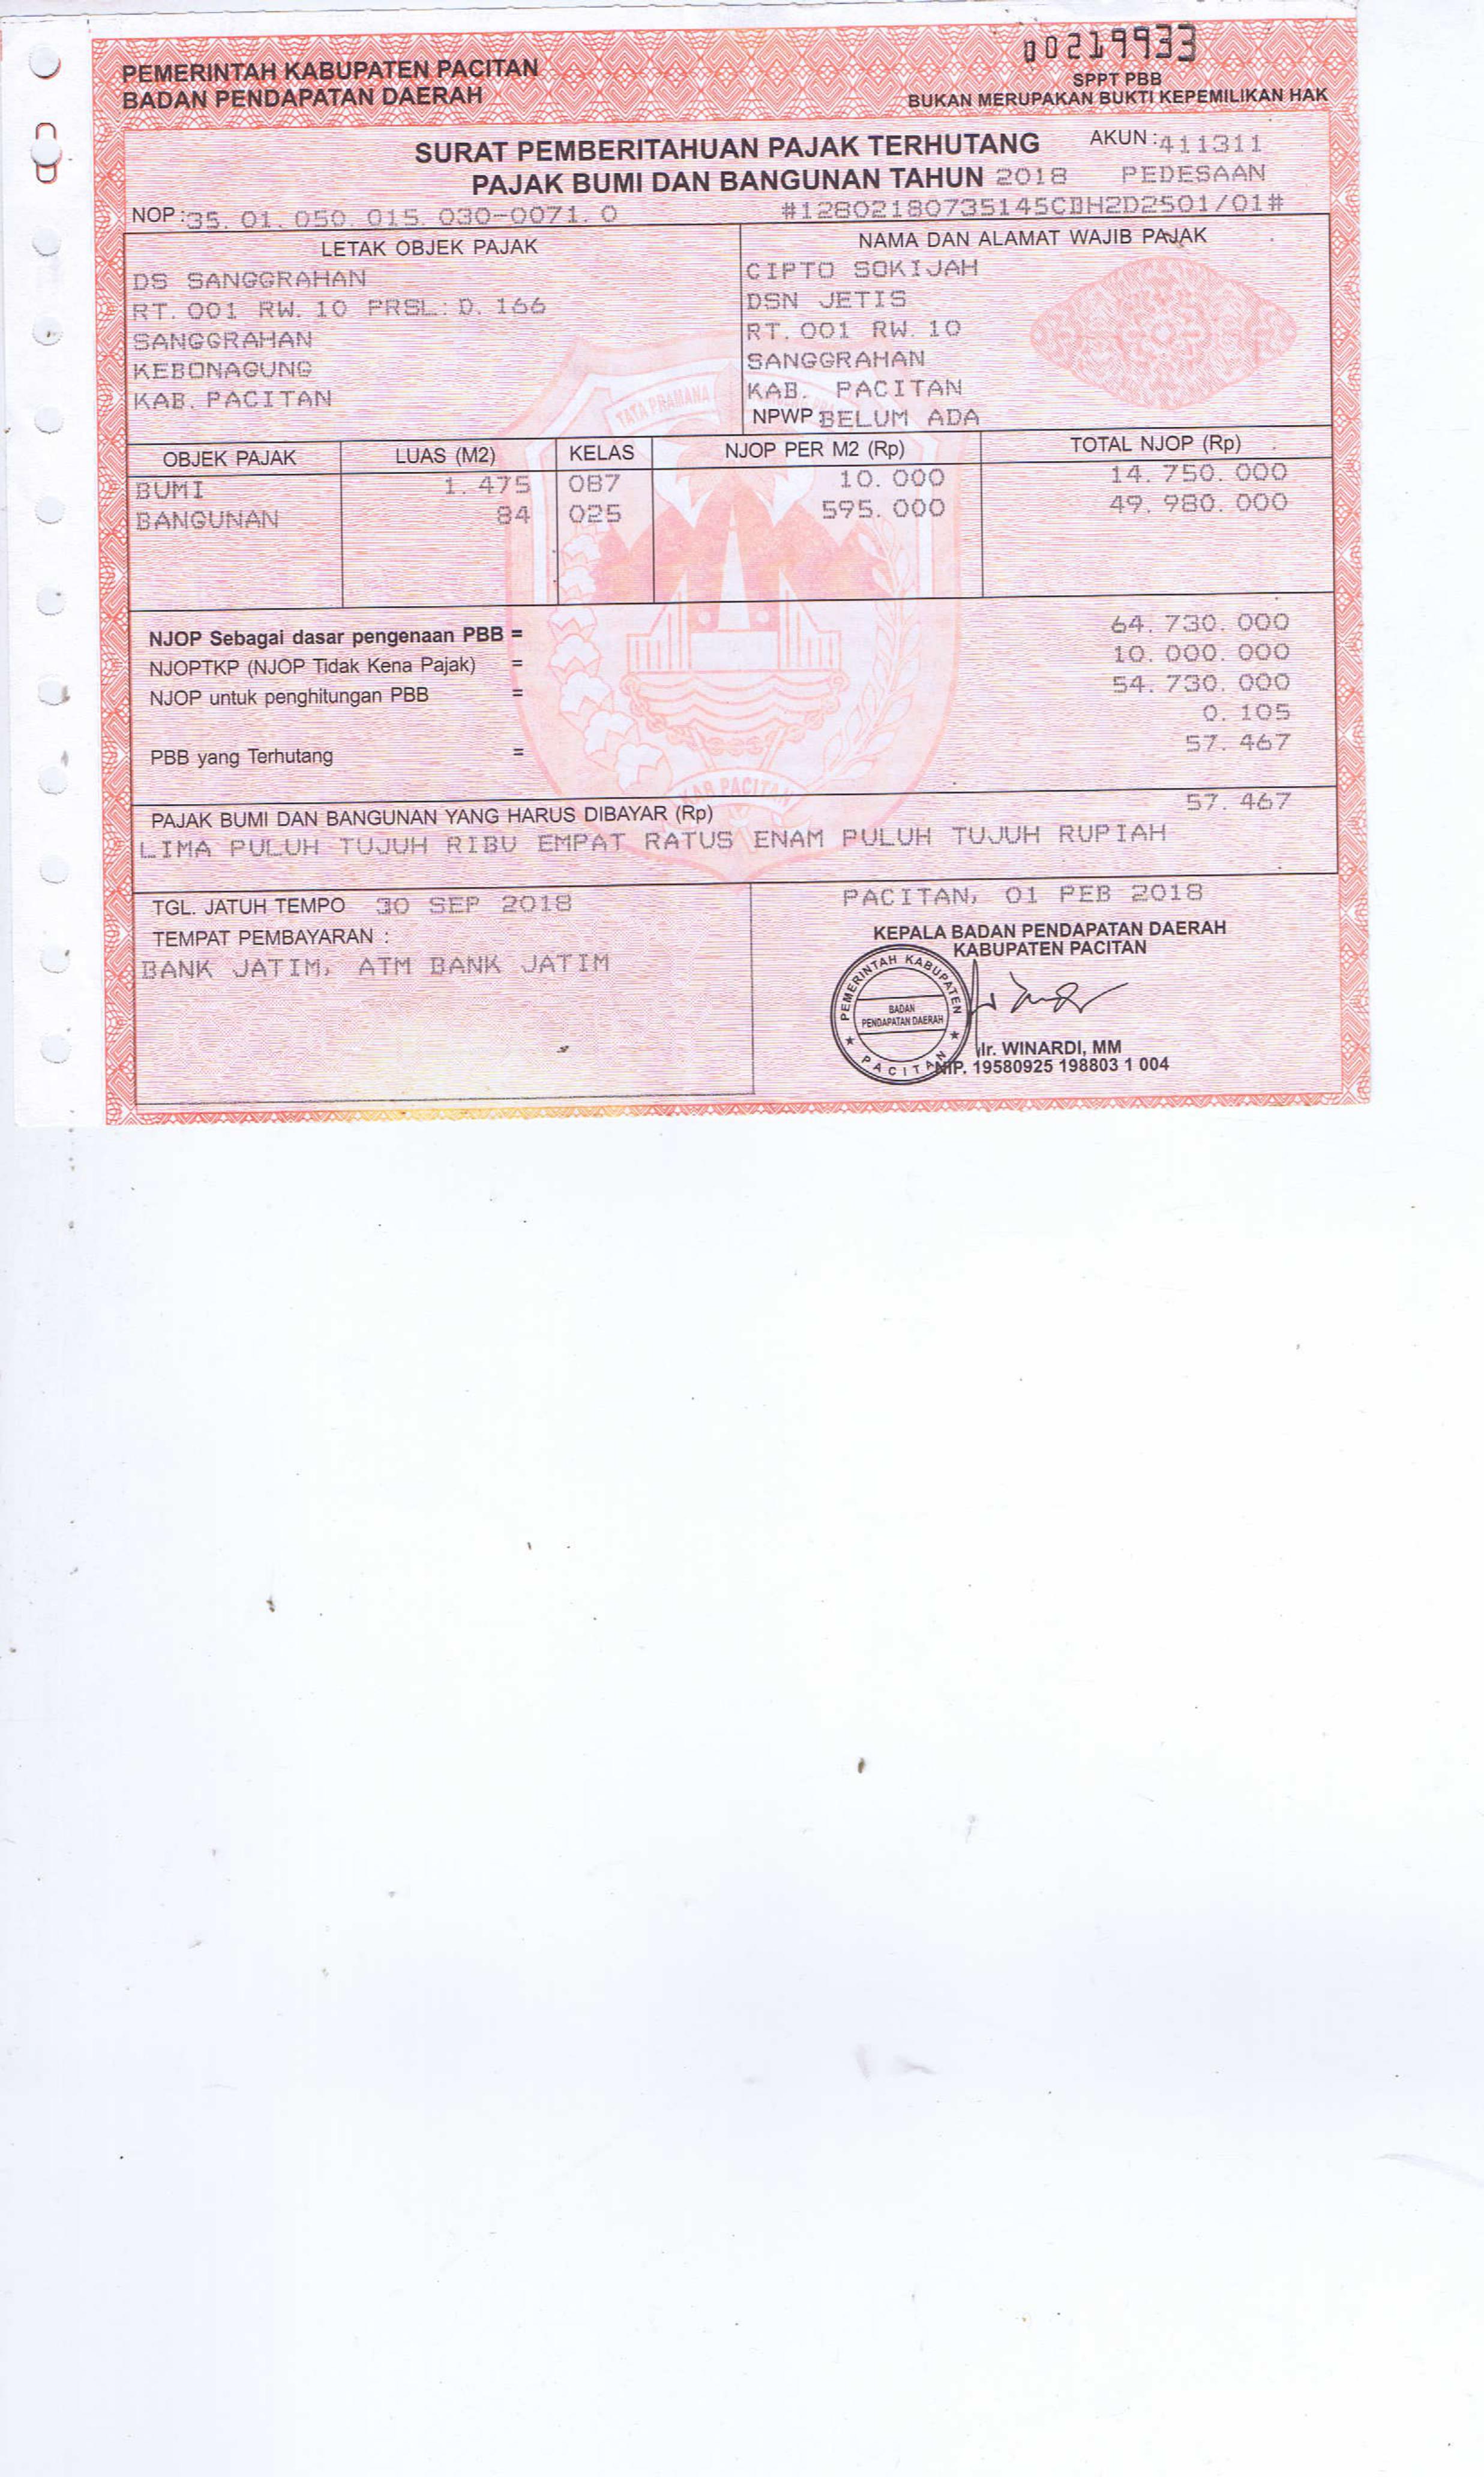 00219933
PEMERINTAH KABUPATEN PACITAN
BADAN PENDAPATAN DAERAH
SPPT PBB
BUKAN MERUPAKAN BUKTI KEPEMILIKAN HAK
SURAT PEMBERITAHUAN PAJAK TERHUTANG
AKUN : 411311
PAJAK BUMI DAN BANGUNAN TAHUN 2018 PEDESAAN
NOP : 35.01.050.015.030-0071.0
#12802180735145CBH2D2501/01#
LETAK OBJEK PAJAK
DS SANGGRAHAN
RT.001 RW.10 PRSL:D.166
SANGGRAHAN
KEBONAGUNG
KAB.PACITAN
NAMA DAN ALAMAT WAJIB PAJAK
CIPTO SOKIJAH
DSN JETIS
RT.001 RW.10
SANGGRAHAN
KAB. PACITAN
NPWP BELUM ADA
TATA PRAMANA
OBJEK PAJAK LUAS (M2) KELAS NJOP PER M2 (Rp) TOTAL NJOP (Rp)
BUMI 1.475 087 10.000 14.750.000
BANGUNAN 84 025 595.000 49.980.000
NJOP Sebagai dasar pengenaan PBB = 64.730.000
NJOPTKP (NJOP Tidak Kena Pajak) = 10.000.000
NJOP untuk penghitungan PBB = 54.730.000
0.105
PBB yang Terhutang = 57.467
KAB PACITAN
PAJAK BUMI DAN BANGUNAN YANG HARUS DIBAYAR (Rp) 57.467
LIMA PULUH TUJUH RIBU EMPAT RATUS ENAM PULUH TUJUH RUPIAH
TGL. JATUH TEMPO 30 SEP 2018
TEMPAT PEMBAYARAN :
BANK JATIM, ATM BANK JATIM
PACITAN, 01 PEB 2018
KEPALA BADAN PENDAPATAN DAERAH
KABUPATEN PACITAN
PEMERINTAH KABUPATEN
BADAN
PENDAPATAN DAERAH
PACITAN
Ir. WINARDI, MM
NIP. 19580925 198803 1 004